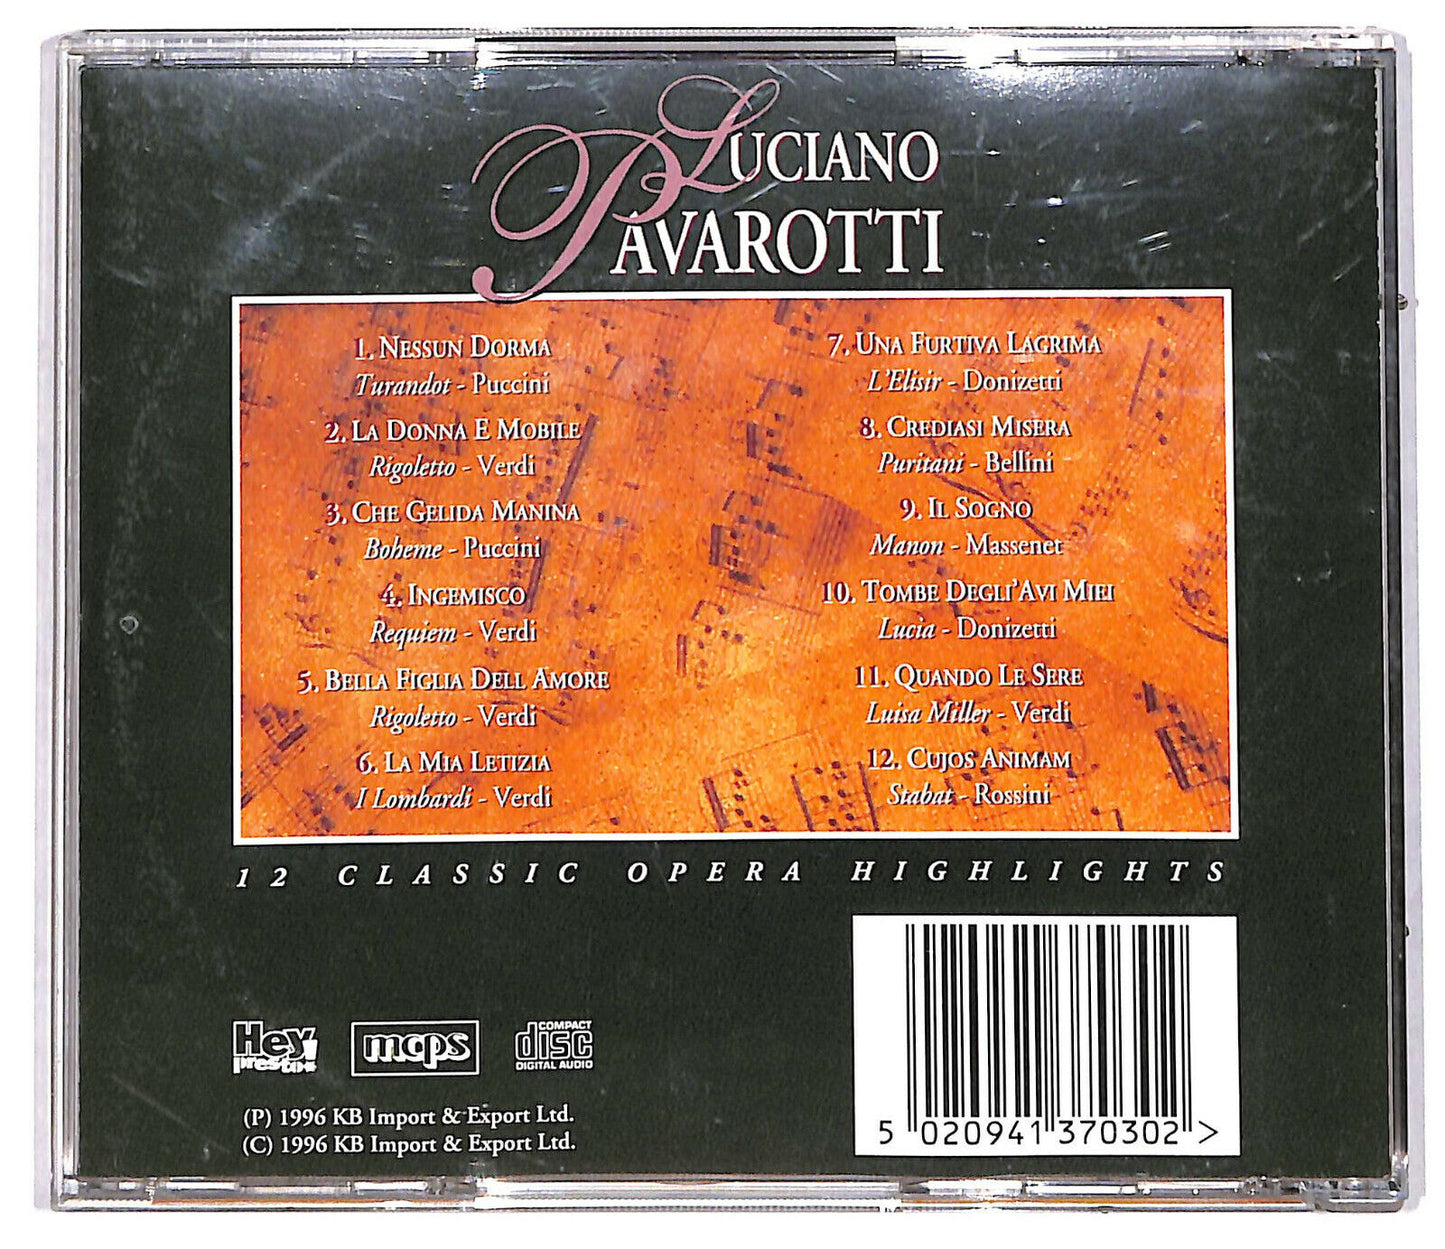 LUCIANO
PAVAROTTI
1. NESSUN DORMA
Turandot - Puccini
2. LA DONNA E MOBILE
Rigoletto - Verdi
3. CHE GELIDA MANINA
Boheme - Puccini
4. INGEMISCO
Requiem - Verdi
5. BELLA FIGLIA DELL AMORE
Rigoletto - Verdi
6. LA MIA LETIZIA
I Lombardi - Verdi
7. UNA FURTIVA LAGRIMA
L'Elisir - Donizetti
8. CREDIASI MISERA
Puritani - Bellini
9. IL SOGNO
Manon - Massenet
10. TOMBE DEGL'AVI MIEI
Lucia - Donizetti
11. QUANDO LE SERE
Luisa Miller - Verdi
12. CUJOS ANIMAM
Stabat - Rossini
12 CLASSIC OPERA HIGHLIGHTS
Hey
presto!
mcps
COMPACT
disc
DIGITAL AUDIO
(P) 1996 KB Import & Export Ltd.
(C) 1996 KB Import & Export Ltd.
5 020941 370302 >